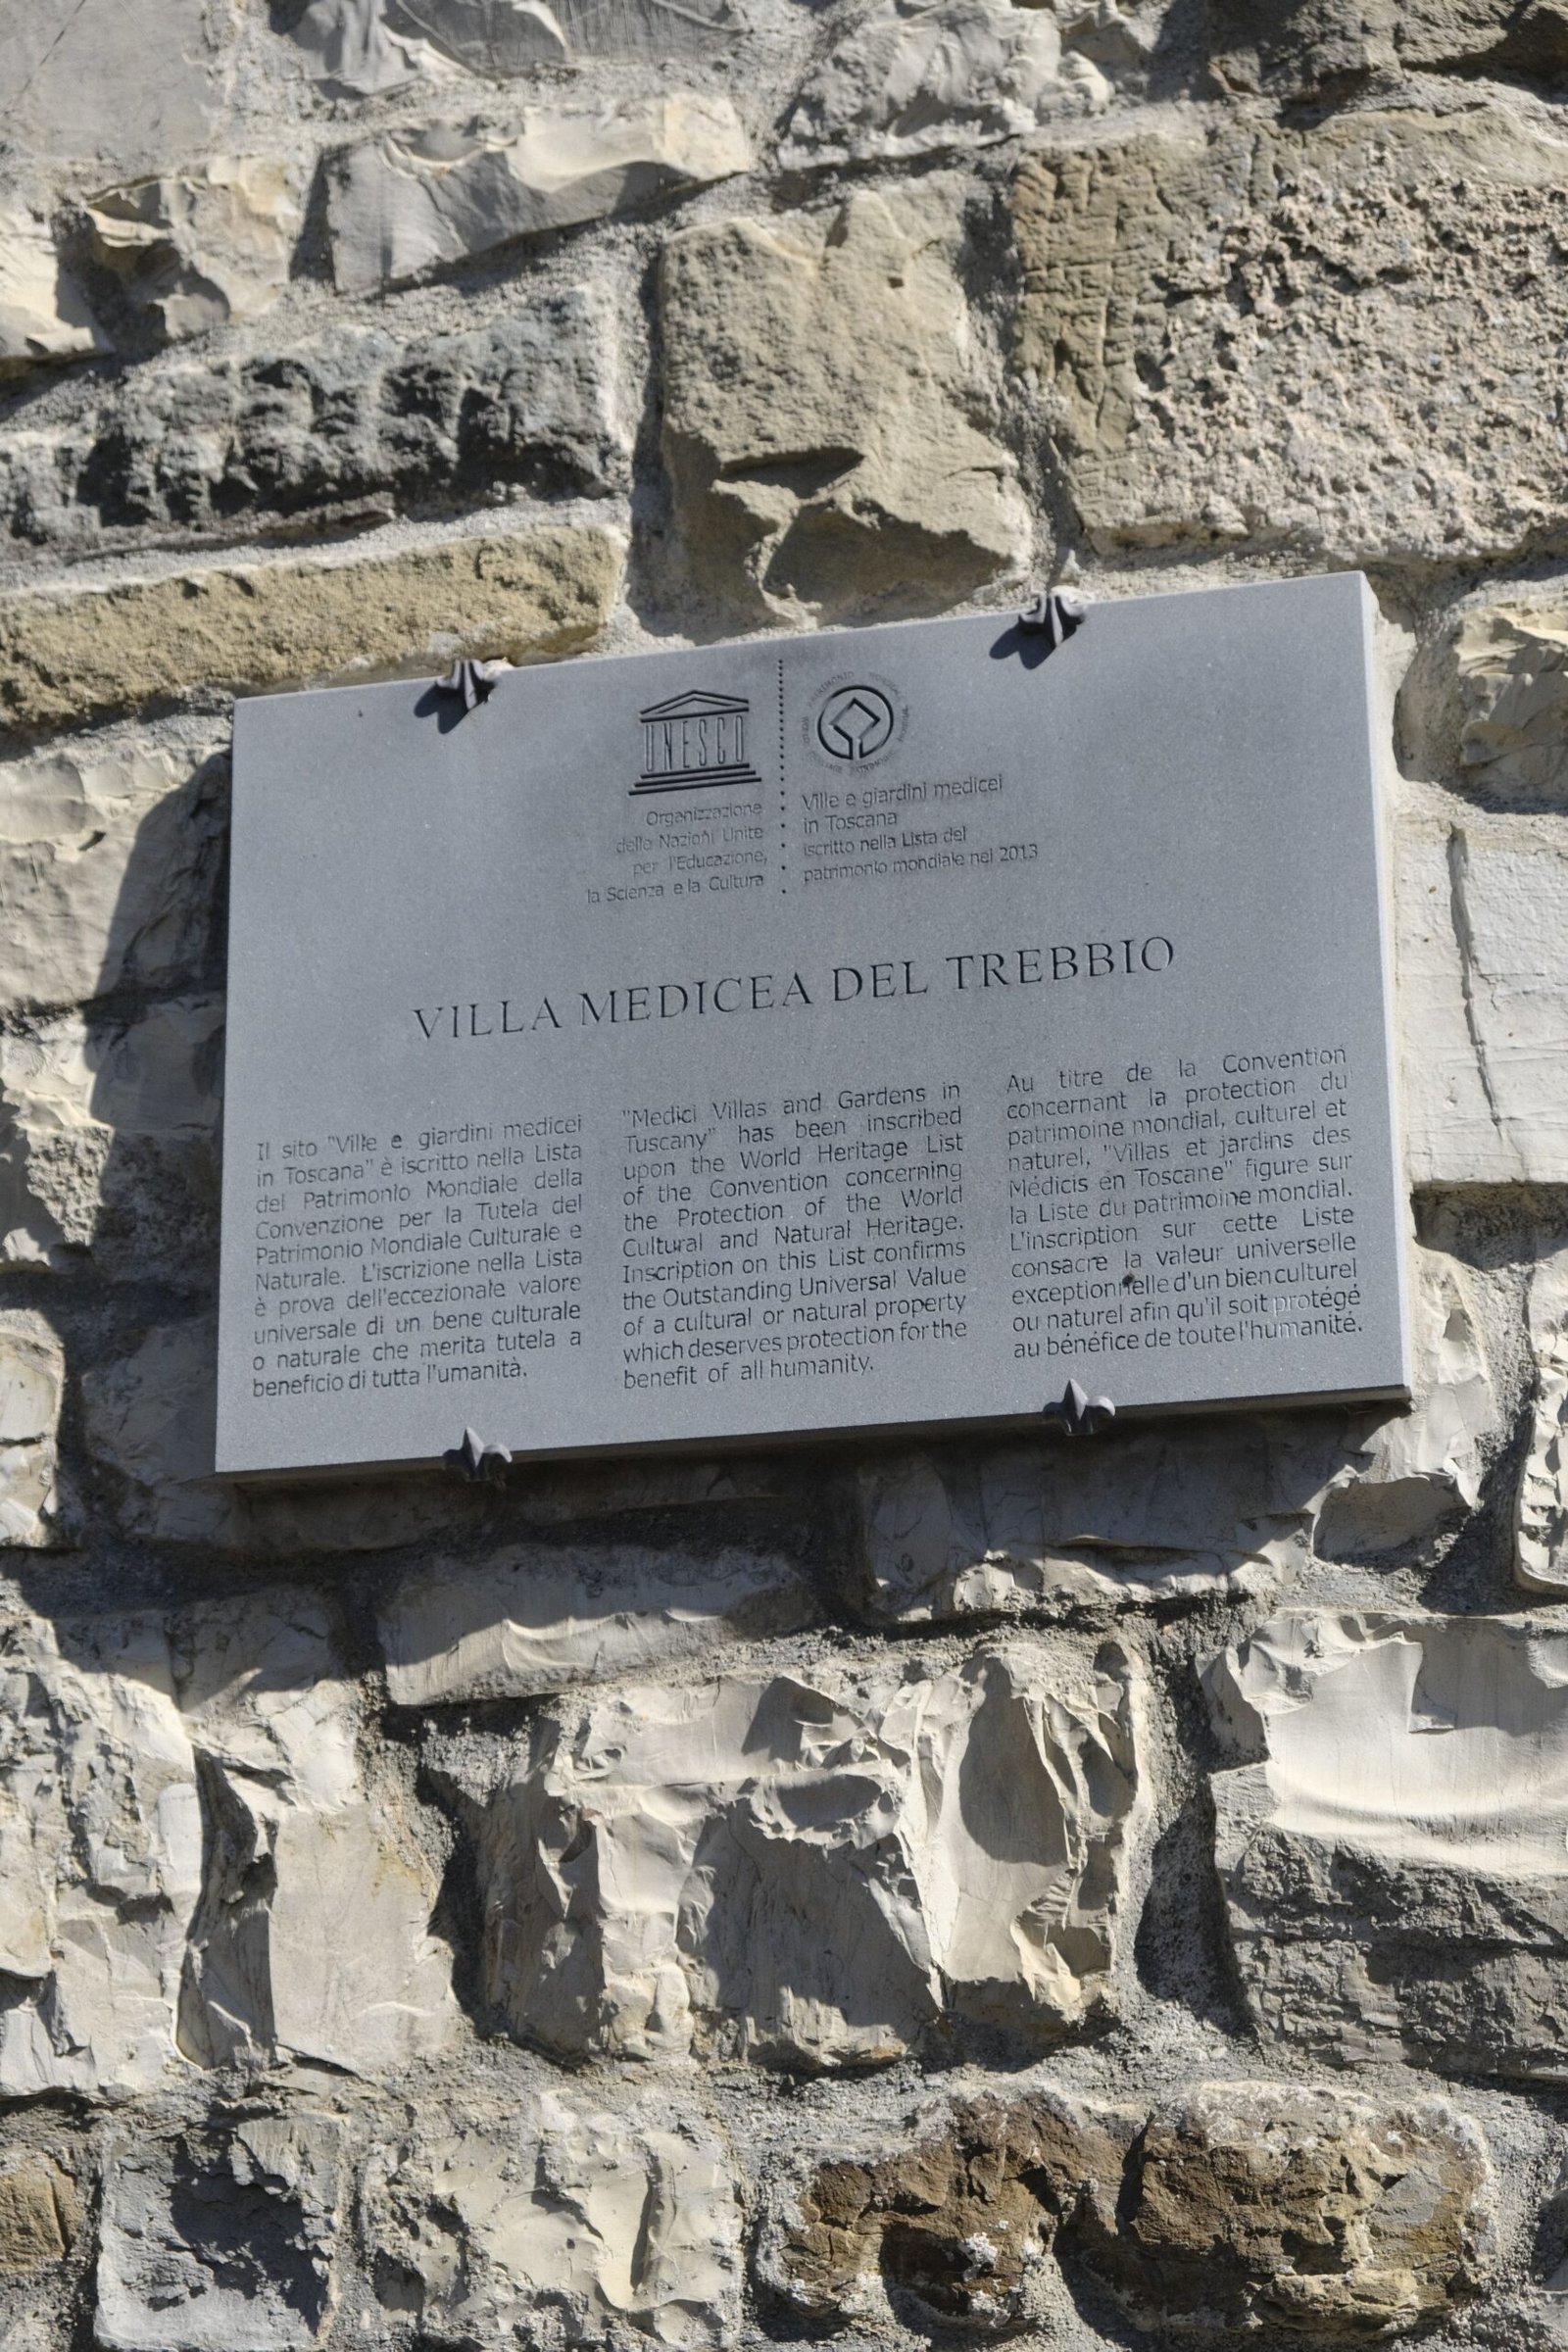 UNESCO
Organizzazione
delle Nazioni Unite
per l'Educazione,
la Scienza e la Cultura
Ville e giardini medicei
in Toscana
iscritto nella Lista del
patrimonio mondiale nel 2013
VILLA MEDICEA DEL TREBBIO
Il sito "Ville e giardini medicei
in Toscana" è iscritto nella Lista
del Patrimonio Mondiale della
Convenzione per la Tutela del
Patrimonio Mondiale Culturale e
Naturale. L'iscrizione nella Lista
è prova dell'eccezionale valore
universale di un bene culturale
o naturale che merita tutela a
beneficio di tutta l'umanità.
"Medici Villas and Gardens in
Tuscany" has been inscribed
upon the World Heritage List
of the Convention concerning
the Protection of the World
Cultural and Natural Heritage.
Inscription on this List confirms
the Outstanding Universal Value
of a cultural or natural property
which deserves protection for the
benefit of all humanity.
Au titre de la Convention
concernant la protection du
patrimoine mondial, culturel et
naturel, "Villas et jardins des
Médicis en Toscane" figure sur
la Liste du patrimoine mondial.
L'inscription sur cette Liste
consacre la valeur universelle
exceptionnelle d'un bien culturel
ou naturel afin qu'il soit protégé
au bénéfice de toute l'humanité.